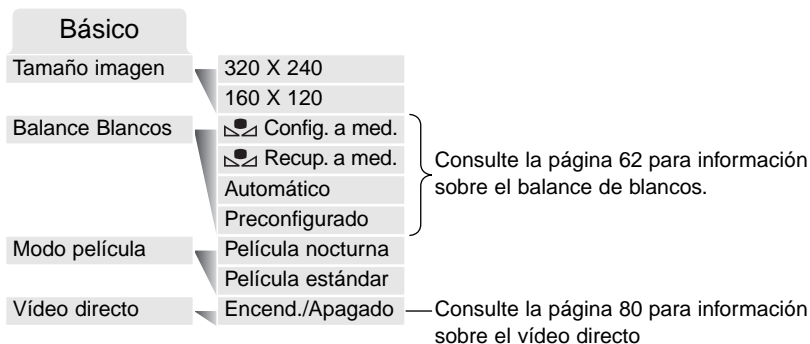 Básico
Tamaño imagen
320 X 240
160 X 120
Balance Blancos
Config. a med.
Recup. a med.
Automático
Preconfigurado
Consulte la página 62 para información
sobre el balance de blancos.
Modo película
Película nocturna
Película estándar
Vídeo directo
Encend./Apagado
Consulte la página 80 para información
sobre el vídeo directo